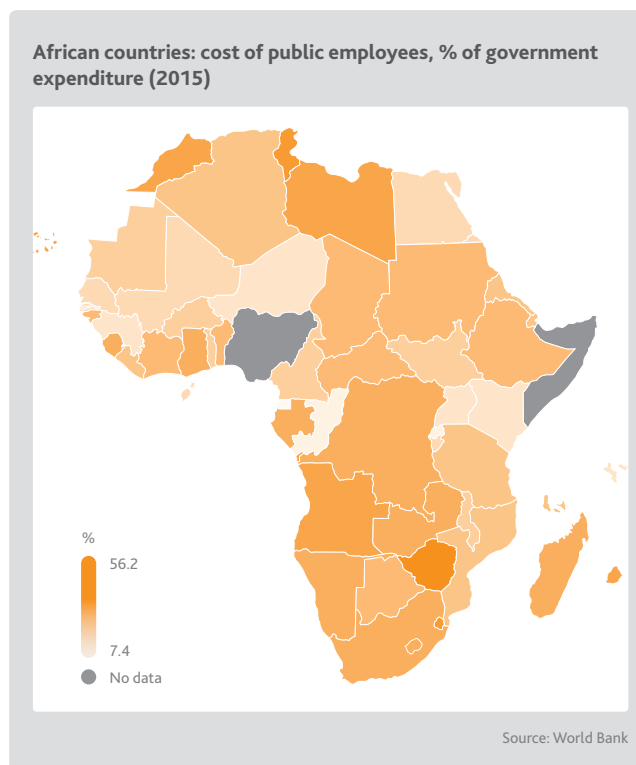 African countries: cost of public employees, % of government
expenditure (2015)
%
56.2
7.4
No data
Source: World Bank